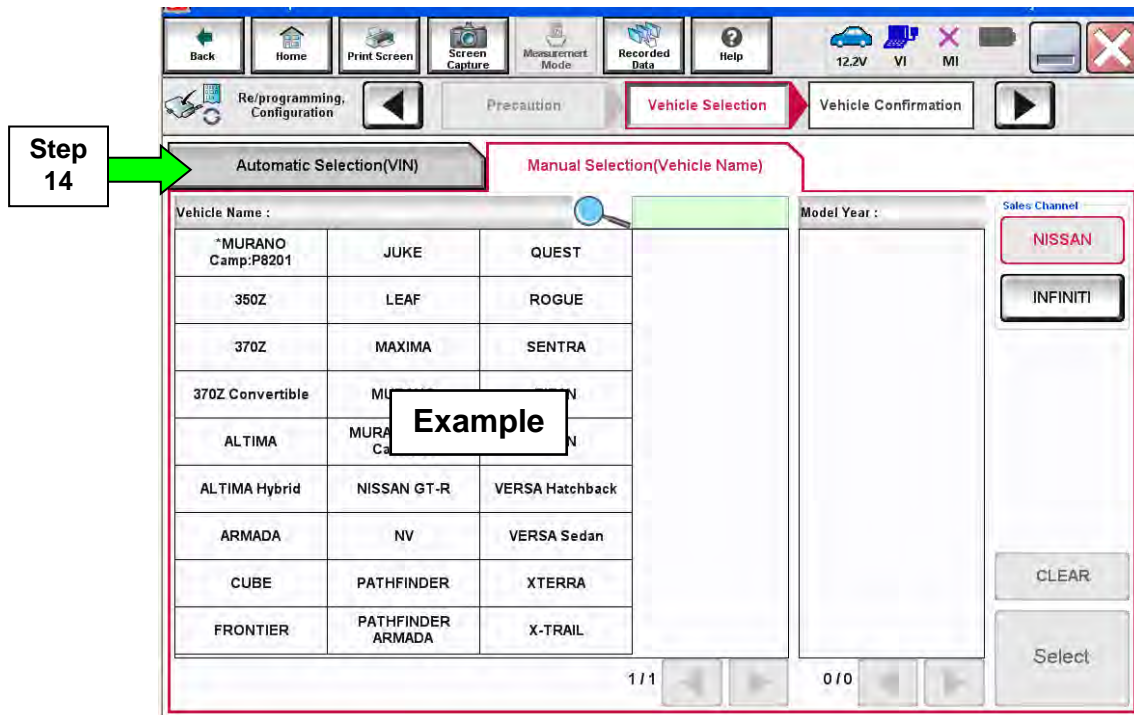 Back
Home
Print Screen
Screen
Capture
Measurement
Mode
Recorded
Data
?
Help
12.2V
VI
MI
Re/programming,
Configuration
Precaution
Vehicle Selection
Vehicle Confirmation
Step
14
Automatic Selection(VIN)
Manual Selection(Vehicle Name)
Vehicle Name :
Model Year :
Sales Channel
*MURANO
Camp:P8201
JUKE
QUEST
NISSAN
350Z
LEAF
ROGUE
INFINITI
370Z
MAXIMA
SENTRA
370Z Convertible
Example
ALTIMA
ALTIMA Hybrid
NISSAN GT-R
VERSA Hatchback
ARMADA
NV
VERSA Sedan
CUBE
PATHFINDER
XTERRA
CLEAR
FRONTIER
PATHFINDER
ARMADA
X-TRAIL
Select
1/1
0/0